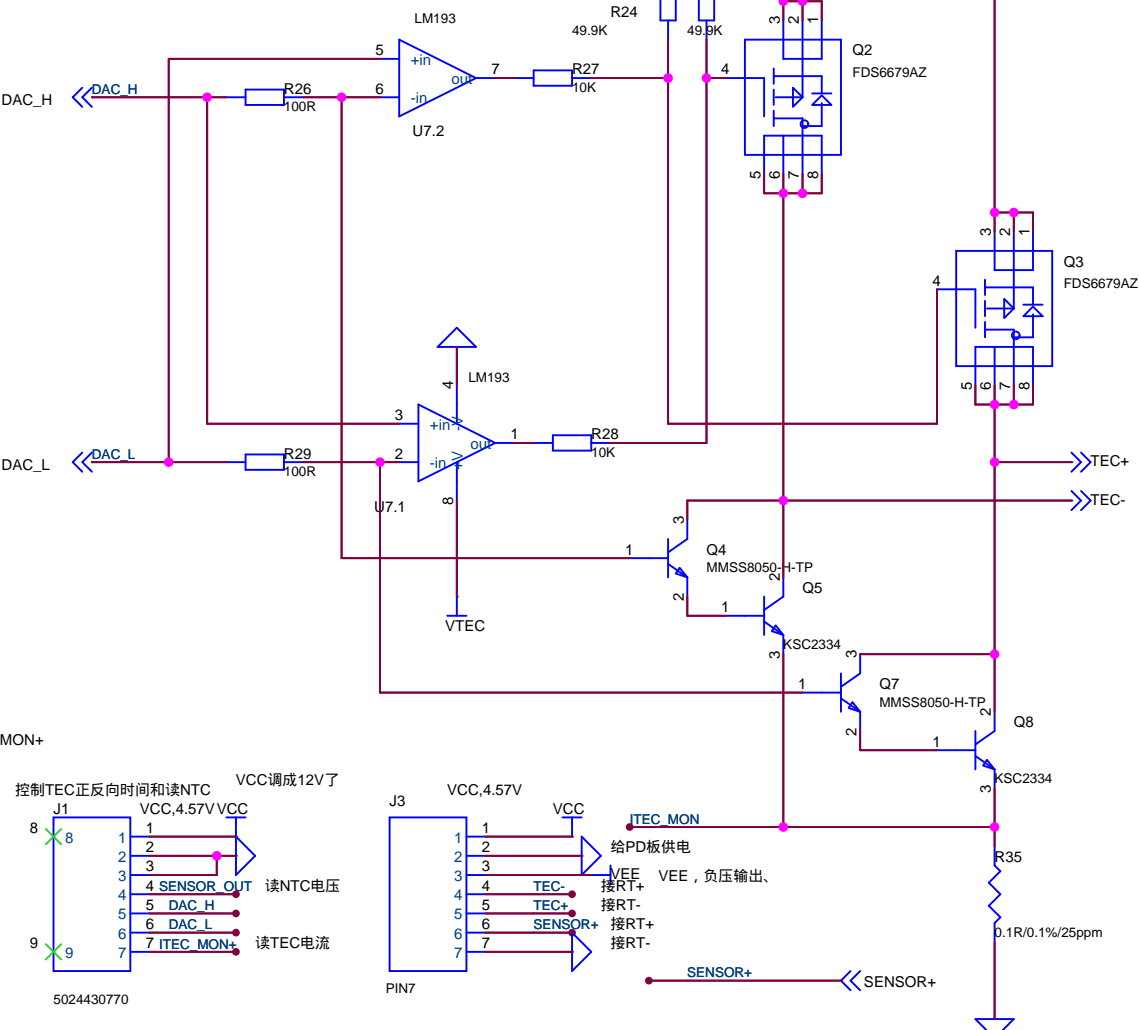 LM193
R24
49.9K
49.9K
3
2
1
Q2
FDS6679AZ
5
+in
7
R27
10K
4
out
DAC_H
DAC_H
R26
100R
6
-in
U7.2
5
6
7
8
3
2
1
Q3
FDS6679AZ
4
5
6
7
8
4
LM193
3
+in
-V
1
R28
10K
out
DAC_L
DAC_L
R29
100R
2
-in
+V
8
U7.1
VTEC
TEC+
TEC-
3
1
Q4
MMSS8050-H-TP
2
2
Q5
1
KSC2334
3
3
1
Q7
MMSS8050-H-TP
2
2
Q8
1
KSC2334
3
MON+
控制TEC正反向时间和读NTC
VCC调成12V了
J1
VCC,4.57V
VCC
8
8
1
1
2
2
3
3
4
4
SENSOR_OUT
读NTC电压
5
5
DAC_H
6
6
DAC_L
9
9
7
7
ITEC_MON+
读TEC电流
5024430770
J3
VCC,4.57V
VCC
1
1
2
2
给PD板供电
3
3
VEE
VEE，负压输出、
4
4
TEC-
接RT+
5
5
TEC+
接RT-
6
6
SENSOR+
接RT+
7
7
接RT-
PIN7
ITEC_MON
R35
0.1R/0.1%/25ppm
SENSOR+
SENSOR+